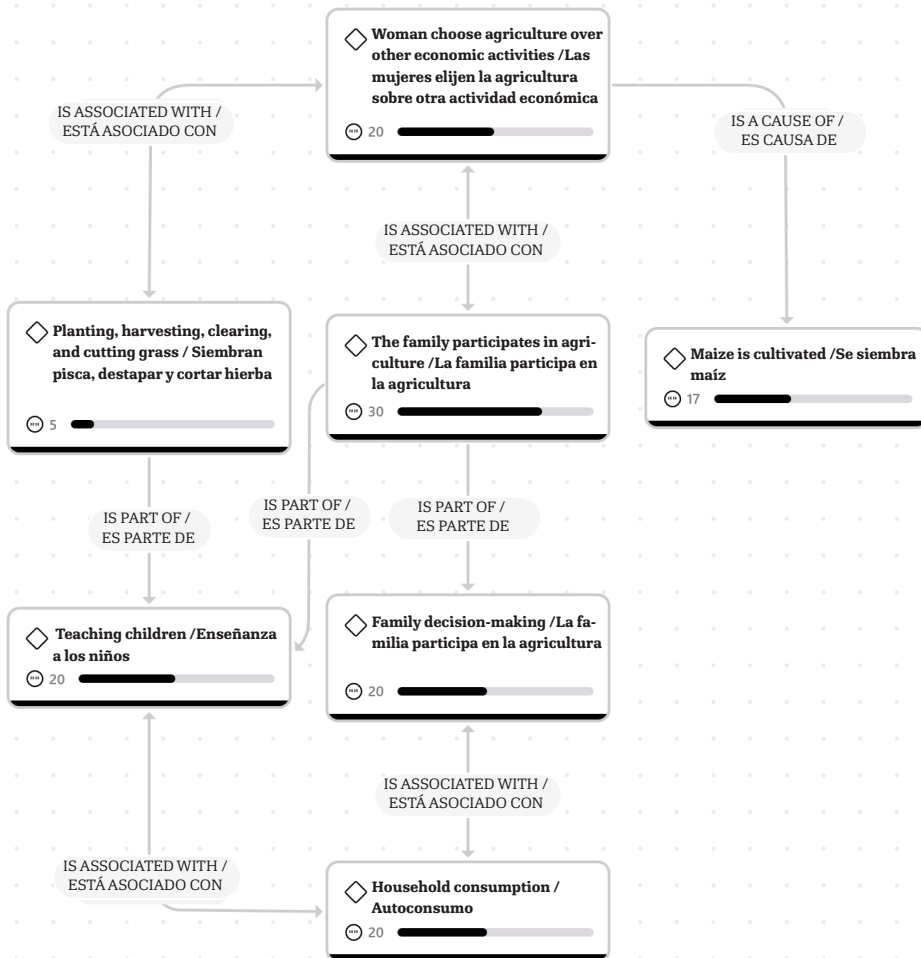 Woman choose agriculture over
other economic activities /Las
mujeres elijen la agricultura
sobre otra actividad económica
20
IS ASSOCIATED WITH /
ESTÁ ASOCIADO CON
IS A CAUSE OF /
ES CAUSA DE
IS ASSOCIATED WITH /
ESTÁ ASOCIADO CON
Planting, harvesting, clearing,
and cutting grass / Siembran
pisca, destapar y cortar hierba
5
The family participates in agri-
culture /La familia participa en
la agricultura
30
Maize is cultivated /Se siembra
maíz
17
IS PART OF /
ES PARTE DE
IS PART OF /
ES PARTE DE
IS PART OF /
ES PARTE DE
Teaching children /Enseñanza
a los niños
20
Family decision-making /La fa-
milia participa en la agricultura
20
IS ASSOCIATED WITH /
ESTÁ ASOCIADO CON
IS ASSOCIATED WITH /
ESTÁ ASOCIADO CON
Household consumption /
Autoconsumo
20